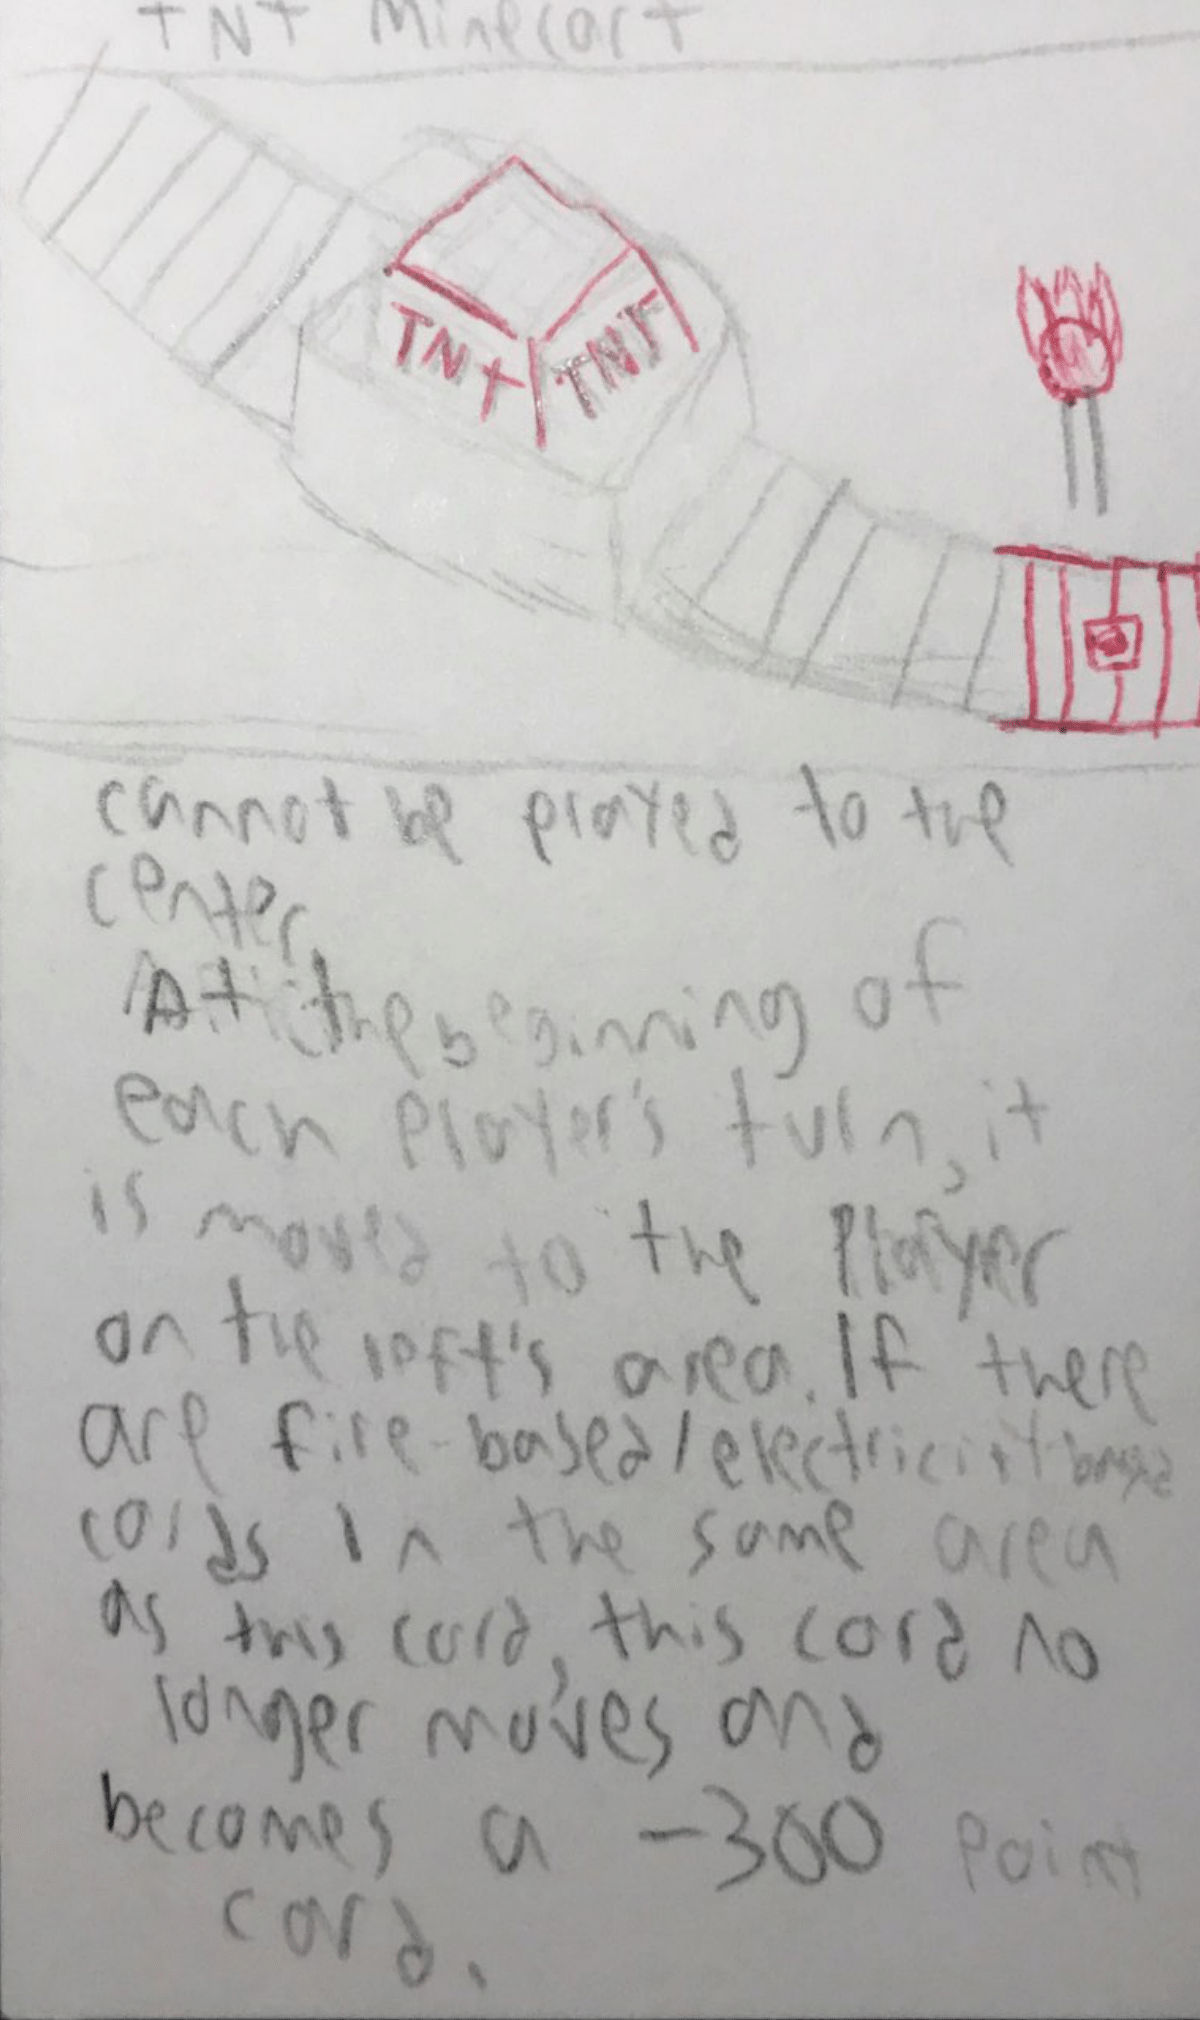 TNT Minecart
TNT TNT
cannot be played to the
center.
At the beginning of
each player's turn, it
is moved to the Player
on the left's area. If there
are fire-based/electricity based
cards in the same area
as this card, this card no
longer moves and
becomes a -300 Point
card.